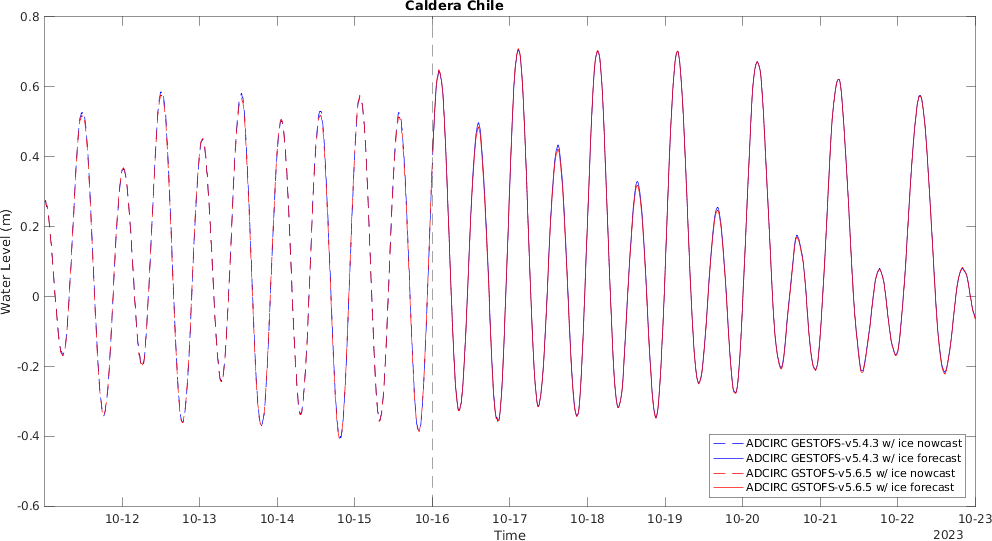 Caldera Chile
0.8
0.6
0.4
0.2
0
-0.2
-0.4
-0.6
Water Level (m)
ADCIRC GESTOFS-v5.4.3 w/ ice nowcast
ADCIRC GESTOFS-v5.4.3 w/ ice forecast
ADCIRC GSTOFS-v5.6.5 w/ ice nowcast
ADCIRC GSTOFS-v5.6.5 w/ ice forecast
10-12 10-13 10-14 10-15 10-16 10-17 10-18 10-19 10-20 10-21 10-22 10-23
Time
2023